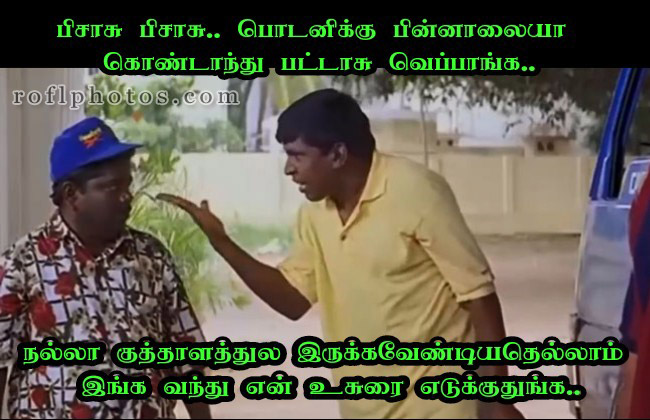 பிசாசு பிசாசு.. பொடனிக்கு பின்னாலையா
கொண்டாந்து பட்டாசு வெப்பாங்க..
roflphotos.com
நல்லா குத்தாளத்துல இருக்கவேண்டியதெல்லாம்
இங்க வந்து என் உசுரை எடுக்குதுங்க..